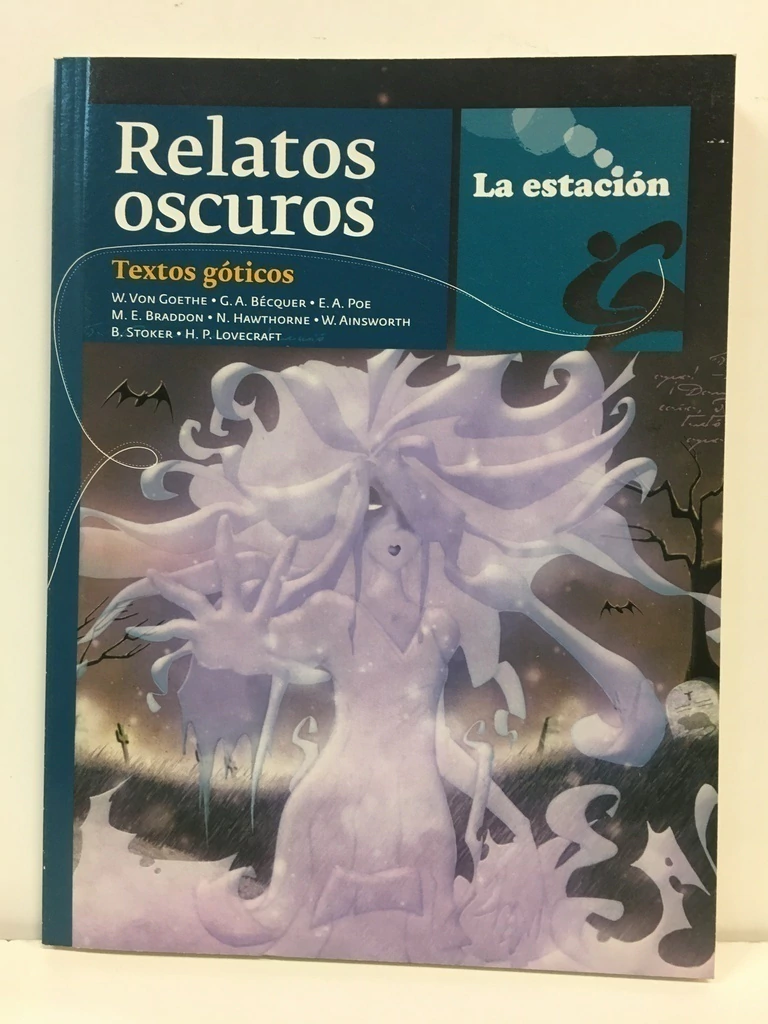 Relatos
oscuros
La estación
Textos góticos
W. Von Goethe • G. A. Bécquer • E. A. Poe
M. E. Braddon • N. Hawthorne • W. Ainsworth
B. Stoker • H. P. Lovecraft